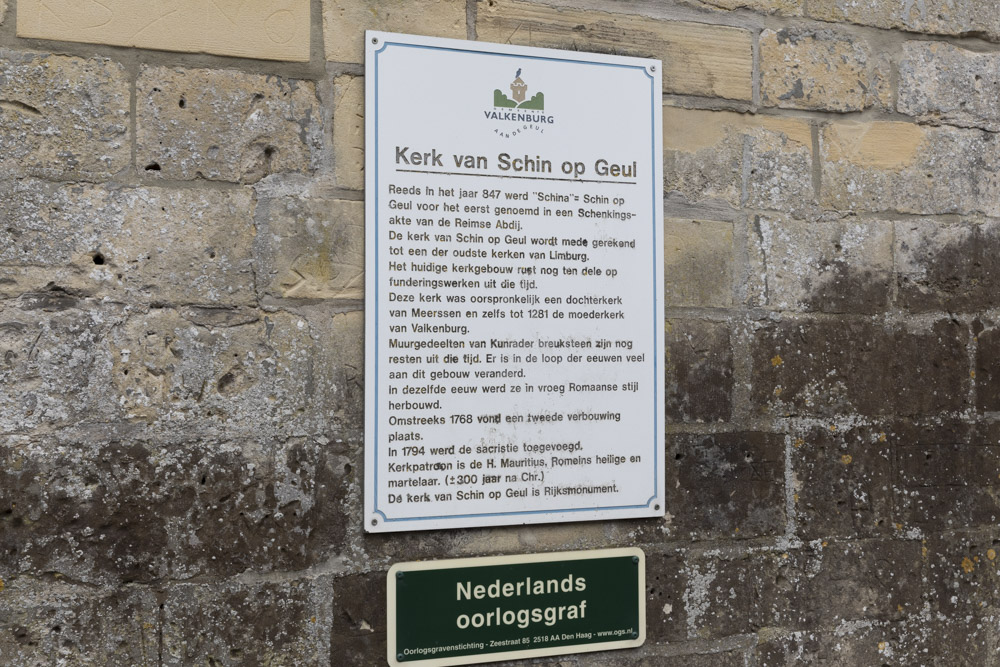 GEMEENTE
VALKENBURG
AAN DE GEUL
Kerk van Schin op Geul
Reeds in het jaar 847 werd "Schina"= Schin op
Geul voor het eerst genoemd in een Schenkings-
akte van de Reimse Abdij.
De kerk van Schin op Geul wordt mede gerekend
tot een der oudste kerken van Limburg.
Het huidige kerkgebouw rust nog ten dele op
funderingswerken uit die tijd.
Deze kerk was oorspronkelijk een dochterkerk
van Meerssen en zelfs tot 1281 de moederkerk
van Valkenburg.
Muurgedeelten van Kunrader breuksteen zijn nog
resten uit die tijd. Er is in de loop der eeuwen veel
aan dit gebouw veranderd.
In dezelfde eeuw werd ze in vroeg Romaanse stijl
herbouwd.
Omstreeks 1768 vond een tweede verbouwing
plaats.
In 1794 werd de sacristie toegevoegd.
Kerkpatroon is de H. Mauritius, Romeins heilige en
martelaar. (±300 jaar na Chr.)
De kerk van Schin op Geul is Rijksmonument.
Nederlands
oorlogsgraf
Oorlogsgravenstichting - Zeestraat 85 2518 AA Den Haag - www.ogs.nl